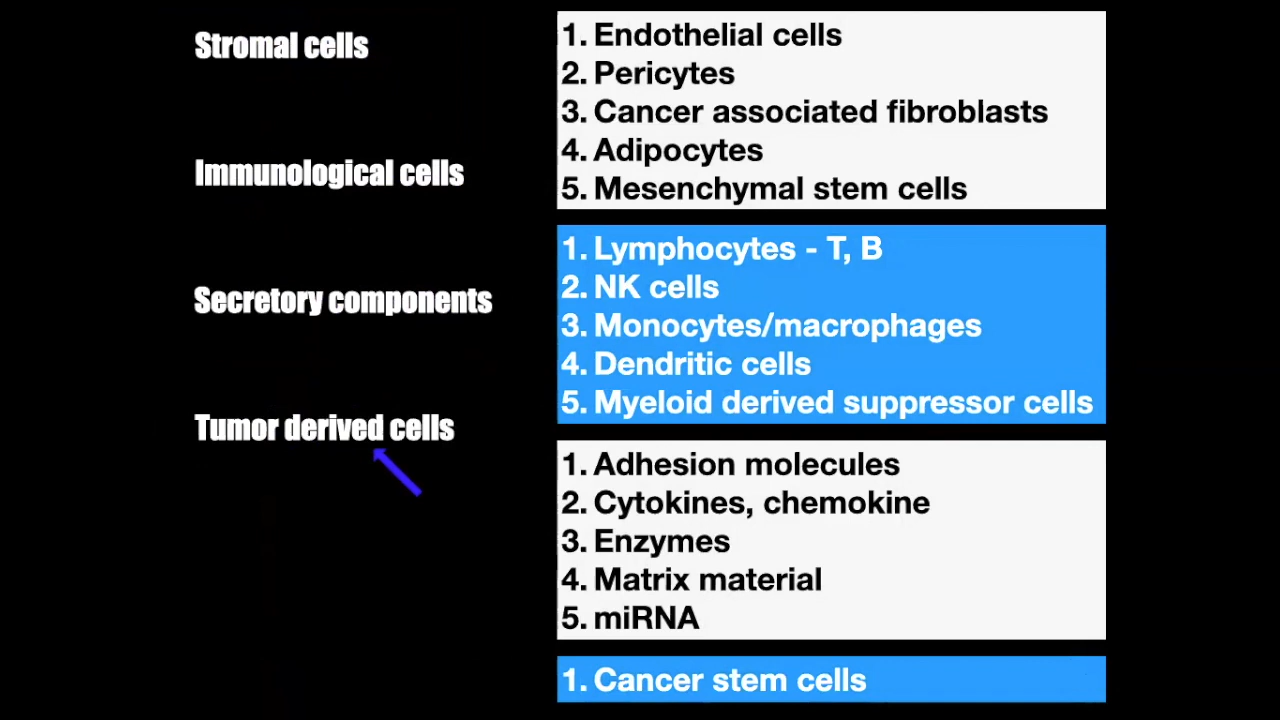 Stromal cells
Immunological cells
Secretory components
Tumor derived cells
1. Endothelial cells
2. Pericytes
3. Cancer associated fibroblasts
4. Adipocytes
5. Mesenchymal stem cells
1. Lymphocytes - T, B
2. NK cells
3. Monocytes/macrophages
4. Dendritic cells
5. Myeloid derived suppressor cells
1. Adhesion molecules
2. Cytokines, chemokine
3. Enzymes
4. Matrix material
5. miRNA
1. Cancer stem cells